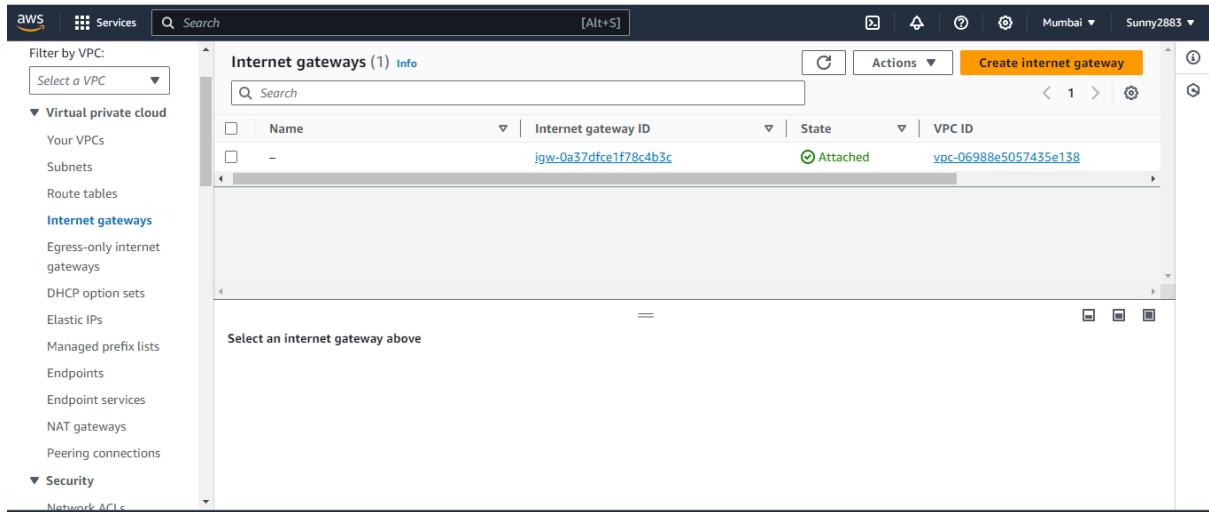 aws Services Search [Alt+S] Mumbai Sunny2883
Filter by VPC:
Select a VPC
Virtual private cloud
Your VPCs
Subnets
Route tables
Internet gateways
Egress-only internet
gateways
DHCP option sets
Elastic IPs
Managed prefix lists
Endpoints
Endpoint services
NAT gateways
Peering connections
Security
Network ACLs
Internet gateways (1) Info Actions Create internet gateway
Search 1
Name Internet gateway ID State VPC ID
– igw-0a37dfce1f78c4b3c Attached vpc-06988e5057435e138
Select an internet gateway above